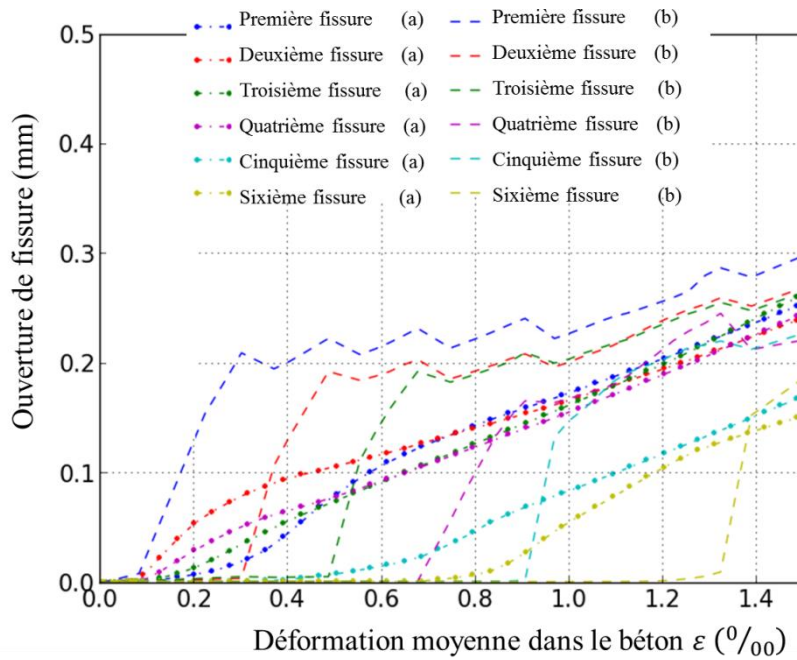 Première fissure (a)
Deuxième fissure (a)
Troisième fissure (a)
Quatrième fissure (a)
Cinquième fissure (a)
Sixième fissure (a)
Première fissure (b)
Deuxième fissure (b)
Troisième fissure (b)
Quatrième fissure (b)
Cinquième fissure (b)
Sixième fissure (b)
Ouverture de fissure (mm)
0.5
0.4
0.3
0.2
0.1
0.0
0.0 0.2 0.4 0.6 0.8 1.0 1.2 1.4
Déformation moyenne dans le béton ε (⁰/₀₀)